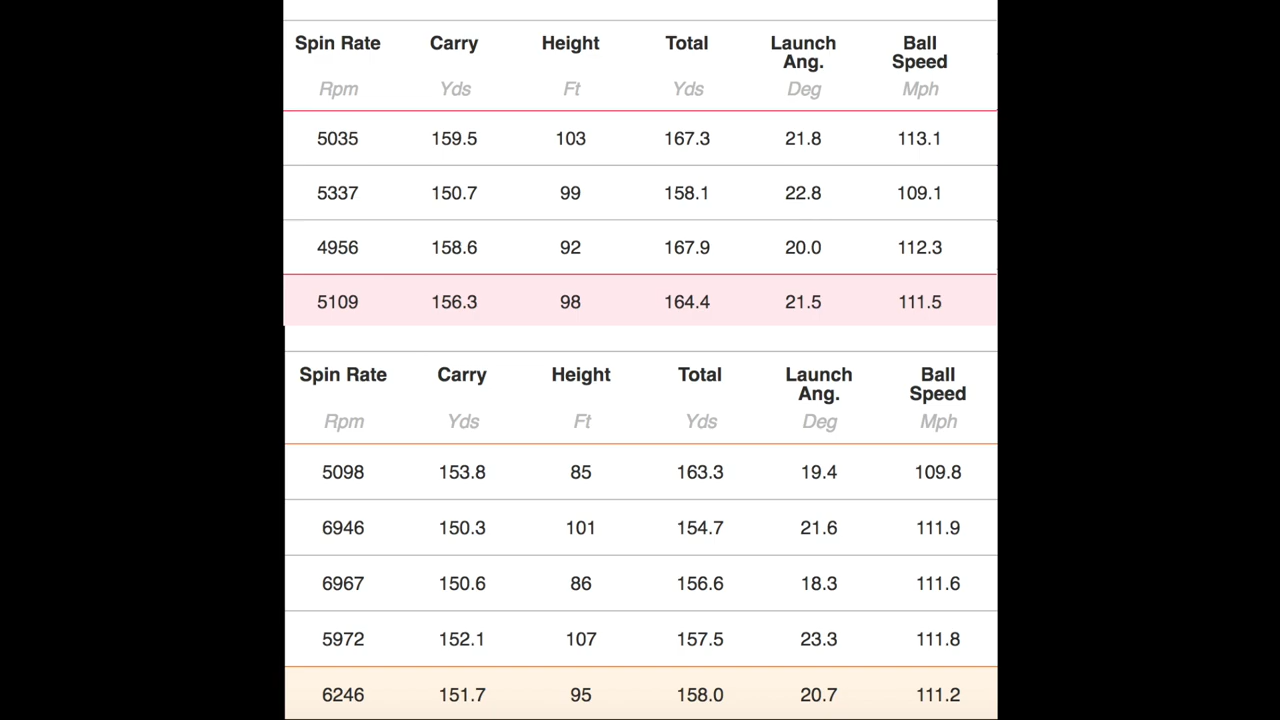 Spin Rate Carry Height Total Launch Ang. Ball Speed
Rpm Yds Ft Yds Deg Mph
5035 159.5 103 167.3 21.8 113.1
5337 150.7 99 158.1 22.8 109.1
4956 158.6 92 167.9 20.0 112.3
5109 156.3 98 164.4 21.5 111.5
Spin Rate Carry Height Total Launch Ang. Ball Speed
Rpm Yds Ft Yds Deg Mph
5098 153.8 85 163.3 19.4 109.8
6946 150.3 101 154.7 21.6 111.9
6967 150.6 86 156.6 18.3 111.6
5972 152.1 107 157.5 23.3 111.8
6246 151.7 95 158.0 20.7 111.2